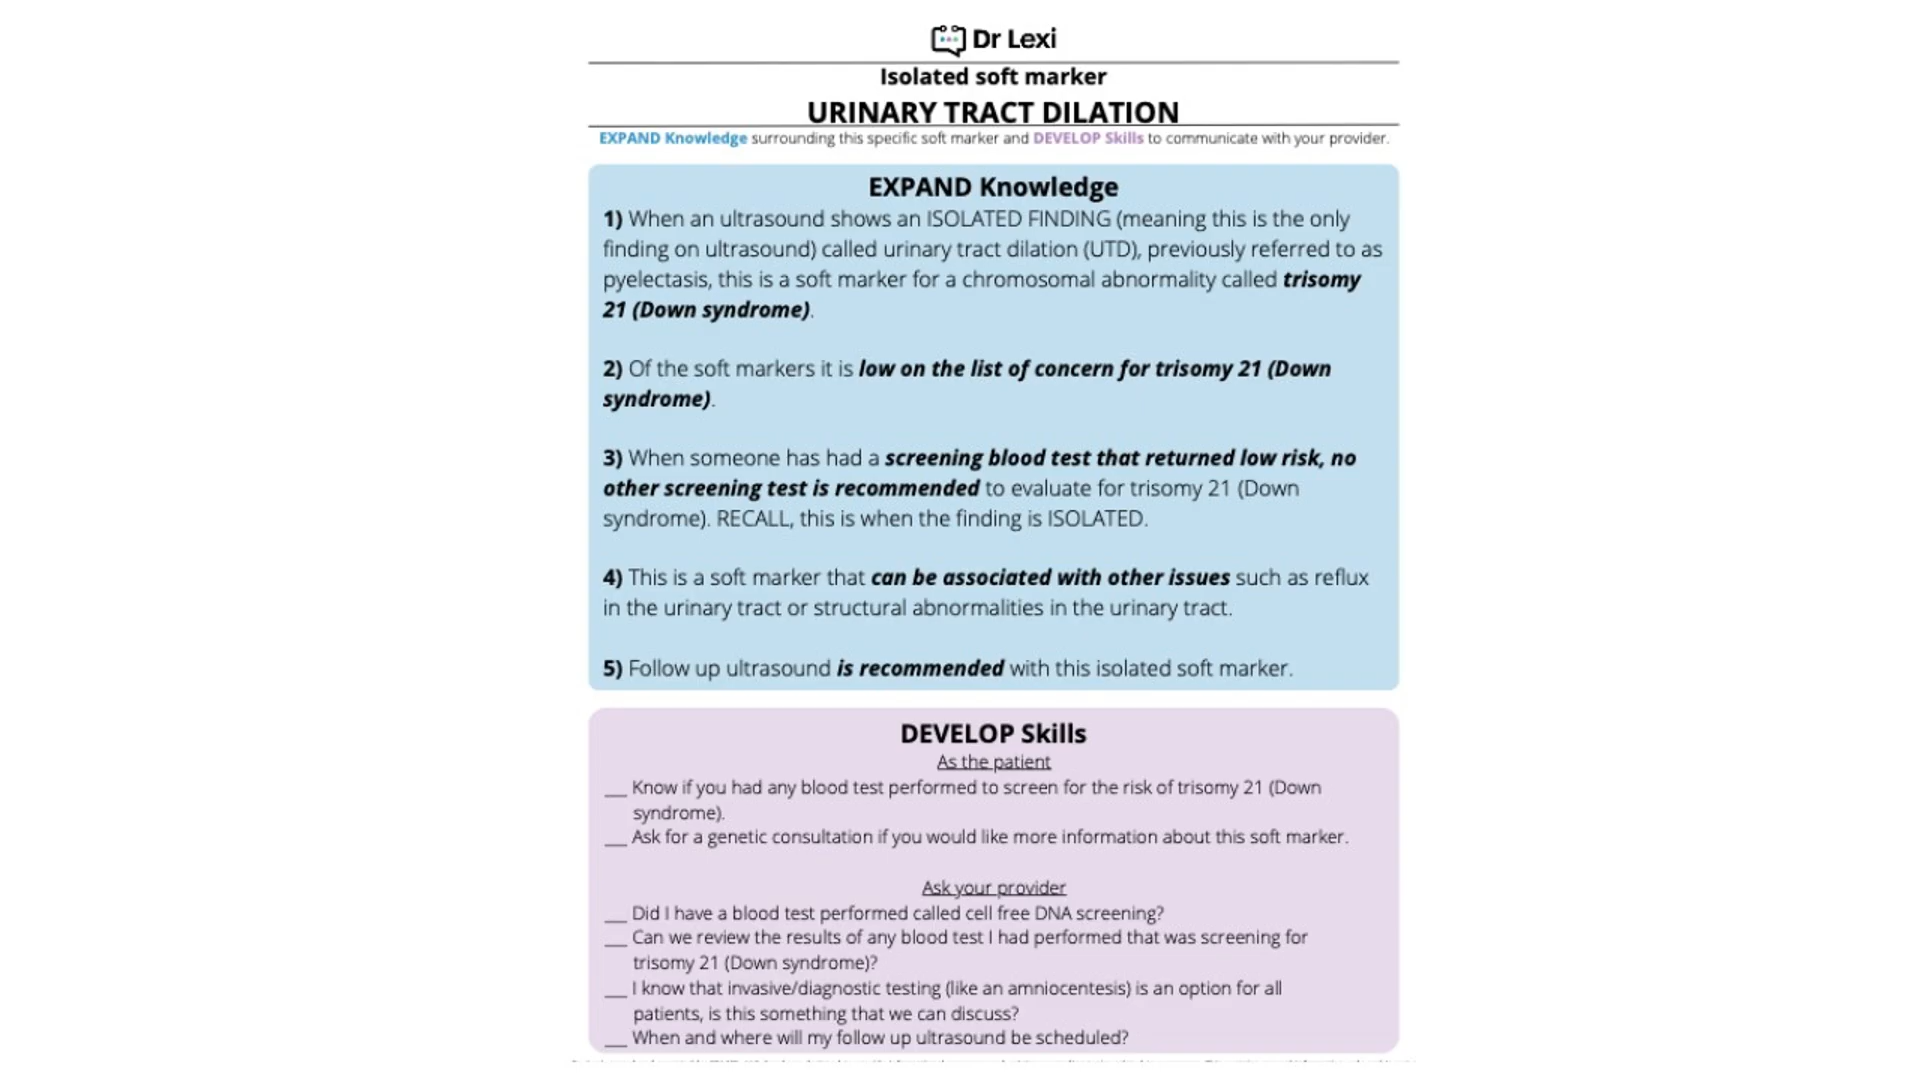 Dr Lexi
Isolated soft marker
URINARY TRACT DILATION
EXPAND Knowledge surrounding this specific soft marker and DEVELOP Skills to communicate with your provider.
EXPAND Knowledge
1) When an ultrasound shows an ISOLATED FINDING (meaning this is the only
finding on ultrasound) called urinary tract dilation (UTD), previously referred to as
pyelectasis, this is a soft marker for a chromosomal abnormality called trisomy
21 (Down syndrome).
2) Of the soft markers it is low on the list of concern for trisomy 21 (Down
syndrome).
3) When someone has had a screening blood test that returned low risk, no
other screening test is recommended to evaluate for trisomy 21 (Down
syndrome). RECALL, this is when the finding is ISOLATED.
4) This is a soft marker that can be associated with other issues such as reflux
in the urinary tract or structural abnormalities in the urinary tract.
5) Follow up ultrasound is recommended with this isolated soft marker.
DEVELOP Skills
As the patient
___ Know if you had any blood test performed to screen for the risk of trisomy 21 (Down
syndrome).
___ Ask for a genetic consultation if you would like more information about this soft marker.
Ask your provider
___ Did I have a blood test performed called cell free DNA screening?
___ Can we review the results of any blood test I had performed that was screening for
trisomy 21 (Down syndrome)?
___ I know that invasive/diagnostic testing (like an amniocentesis) is an option for all
patients, is this something that we can discuss?
___ When and where will my follow up ultrasound be scheduled?